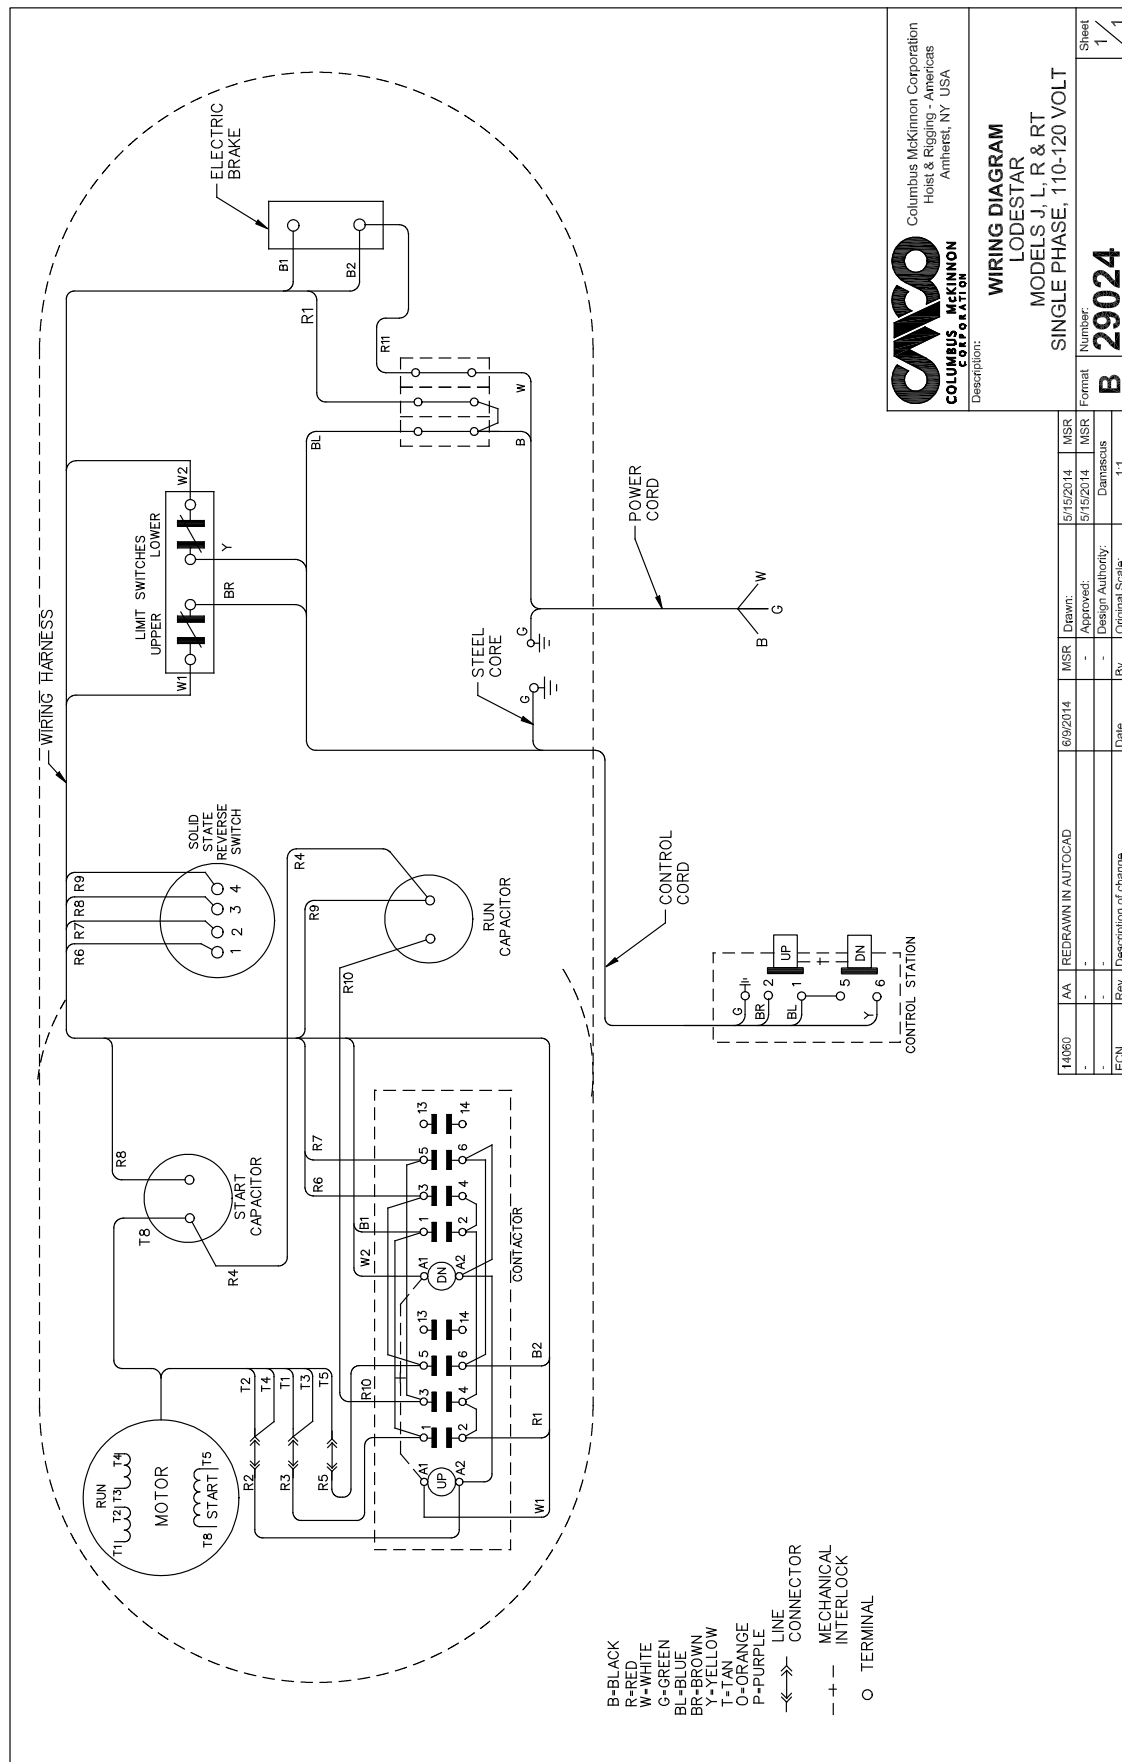 WIRING HARNESS
ELECTRIC
BRAKE
B1
B2
R1
R11
W2
LIMIT SWITCHES
UPPER LOWER
W1
Y
BR
BL
W
B
POWER
CORD
B
G
W
G
STEEL
CORE
G
SOLID
STATE
REVERSE
SWITCH
R6
R7
R8
R9
1 2 3 4
R4
R9
R10
RUN
CAPACITOR
CONTROL
CORD
CONTROL STATION
G
BR
BL
Y
2
1
5
6
UP
DN
R8
T8
START
CAPACITOR
R4
RUN
T1 T2 T3 T4
MOTOR
T8 START T5
T2
T4
T1
T3
T5
R2
R3
R5
R10
R6
R7
B1
W2
A1
UP
A2
1 3 5 13
2 4 6 14
A1
DN
A2
1 3 5 13
2 4 6 14
CONTACTOR
W1
R1
B2
B=BLACK
R=RED
W=WHITE
G=GREEN
BL=BLUE
BR=BROWN
Y=YELLOW
T=TAN
O=ORANGE
P=PURPLE
LINE
CONNECTOR
MECHANICAL
INTERLOCK
TERMINAL
COLUMBUS McKINNON
CORPORATION
Columbus McKinnon Corporation
Hoist & Rigging - Americas
Amherst, NY USA
Description:
WIRING DIAGRAM
LODESTAR
MODELS J, L, R & RT
SINGLE PHASE, 110-120 VOLT
14060 AA REDRAWN IN AUTOCAD 6/9/2014 MSR
- - - - -
- - - - -
ECN Rev Description of change Date By
Drawn: 5/15/2014 MSR
Approved: 5/15/2014 MSR
Design Authority: Damascus
Original Scale: 1:1
Format
B
Number:
29024
Sheet
1/1